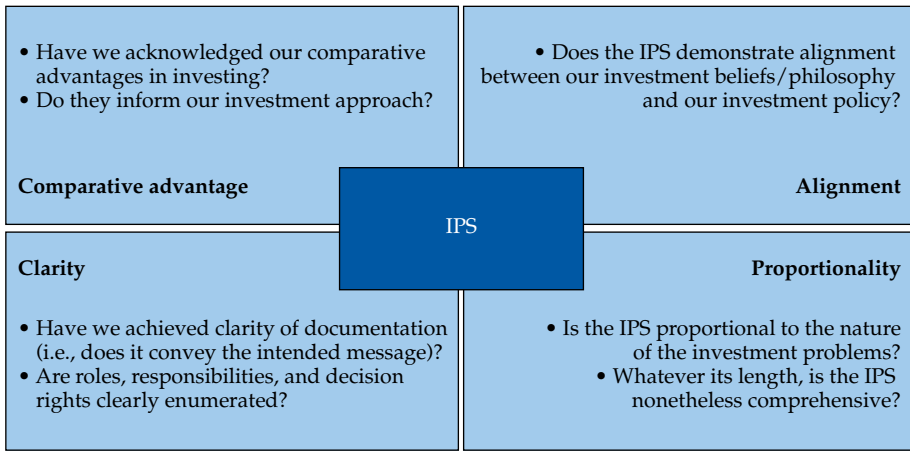 • Have we acknowledged our comparative
advantages in investing?
• Do they inform our investment approach?
Comparative advantage
• Does the IPS demonstrate alignment
between our investment beliefs/philosophy
and our investment policy?
Alignment
IPS
Clarity
• Have we achieved clarity of documentation
(i.e., does it convey the intended message)?
• Are roles, responsibilities, and decision
rights clearly enumerated?
Proportionality
• Is the IPS proportional to the nature
of the investment problems?
• Whatever its length, is the IPS
nonetheless comprehensive?